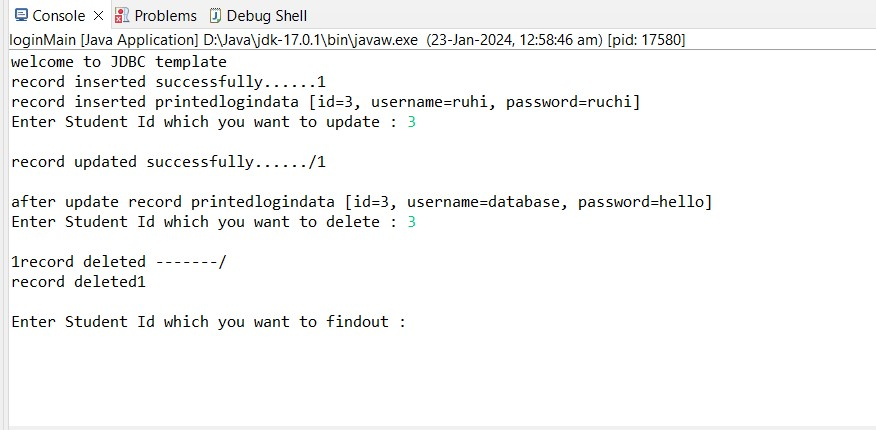 Console Problems Debug Shell
loginMain [Java Application] D:\Java\jdk-17.0.1\bin\javaw.exe (23-Jan-2024, 12:58:46 am) [pid: 17580]
welcome to JDBC template
record inserted successfully......1
record inserted printedlogindata [id=3, username=ruhi, password=ruchi]
Enter Student Id which you want to update : 3
record updated successfully....../1
after update record printedlogindata [id=3, username=database, password=hello]
Enter Student Id which you want to delete : 3
1record deleted -------/
record deleted1
Enter Student Id which you want to findout :